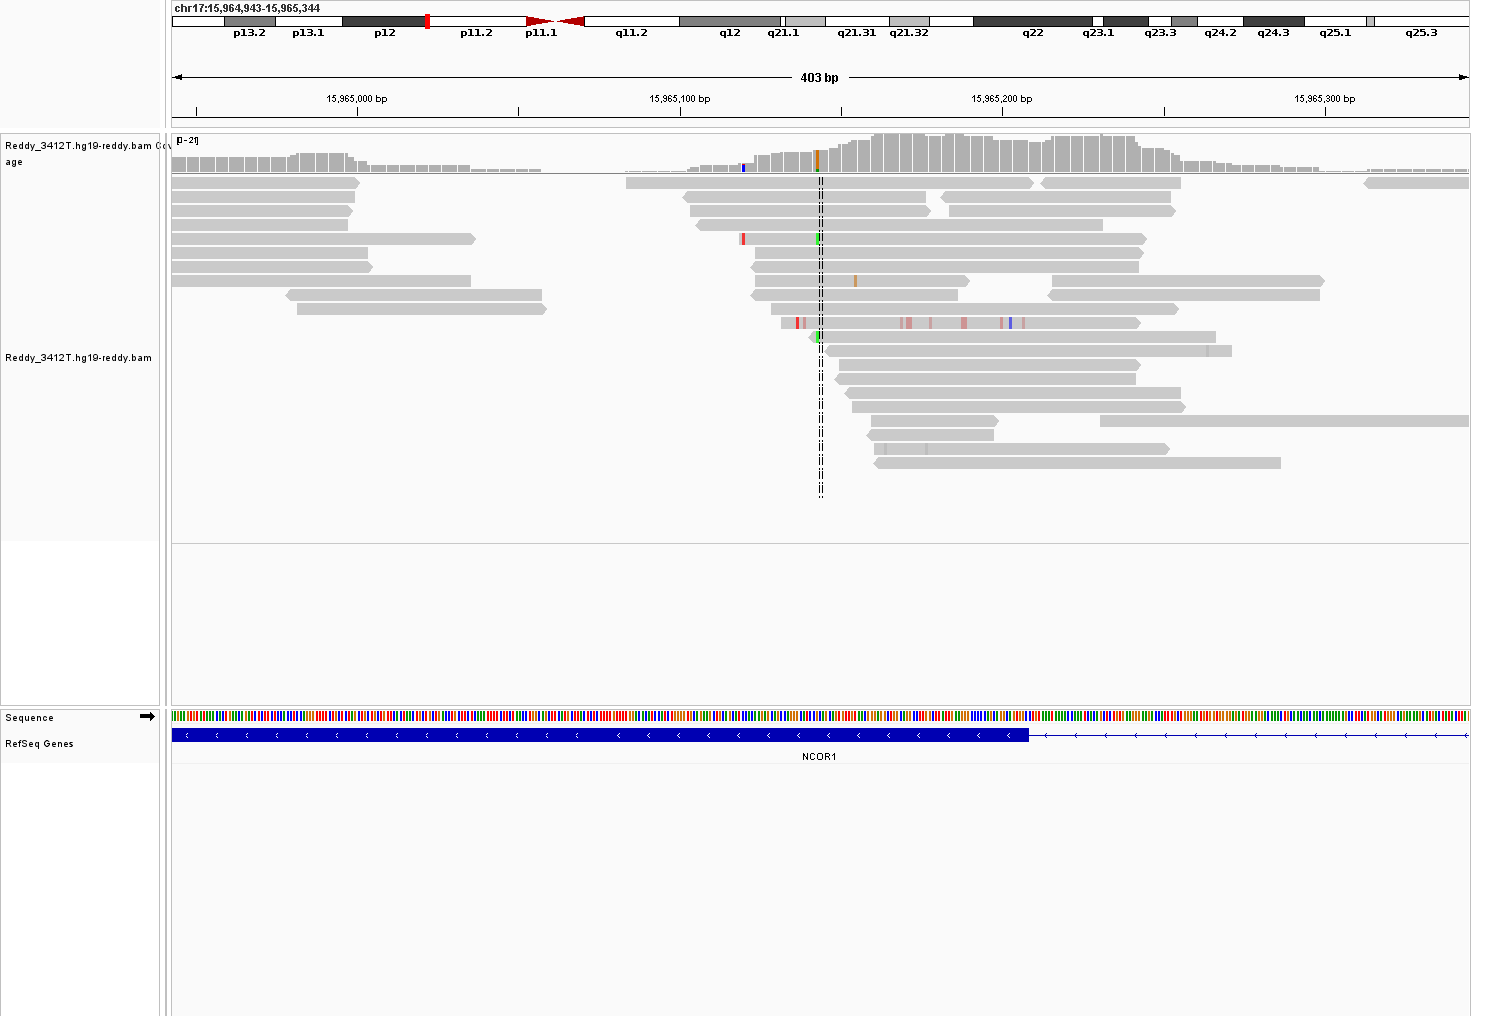 chr17:15,964,943-15,965,344
p13.2 p13.1 p12 p11.2 p11.1 q11.2 q12 q21.1 q21.31 q21.32 q22 q23.1 q23.3 q24.2 q24.3 q25.1 q25.3
403 bp
15,965,000 bp 15,965,100 bp 15,965,200 bp 15,965,300 bp
Reddy_3412T.hg19-reddy.bam Cov
age
[0-21]
Reddy_3412T.hg19-reddy.bam
Sequence
RefSeq Genes
NCOR1